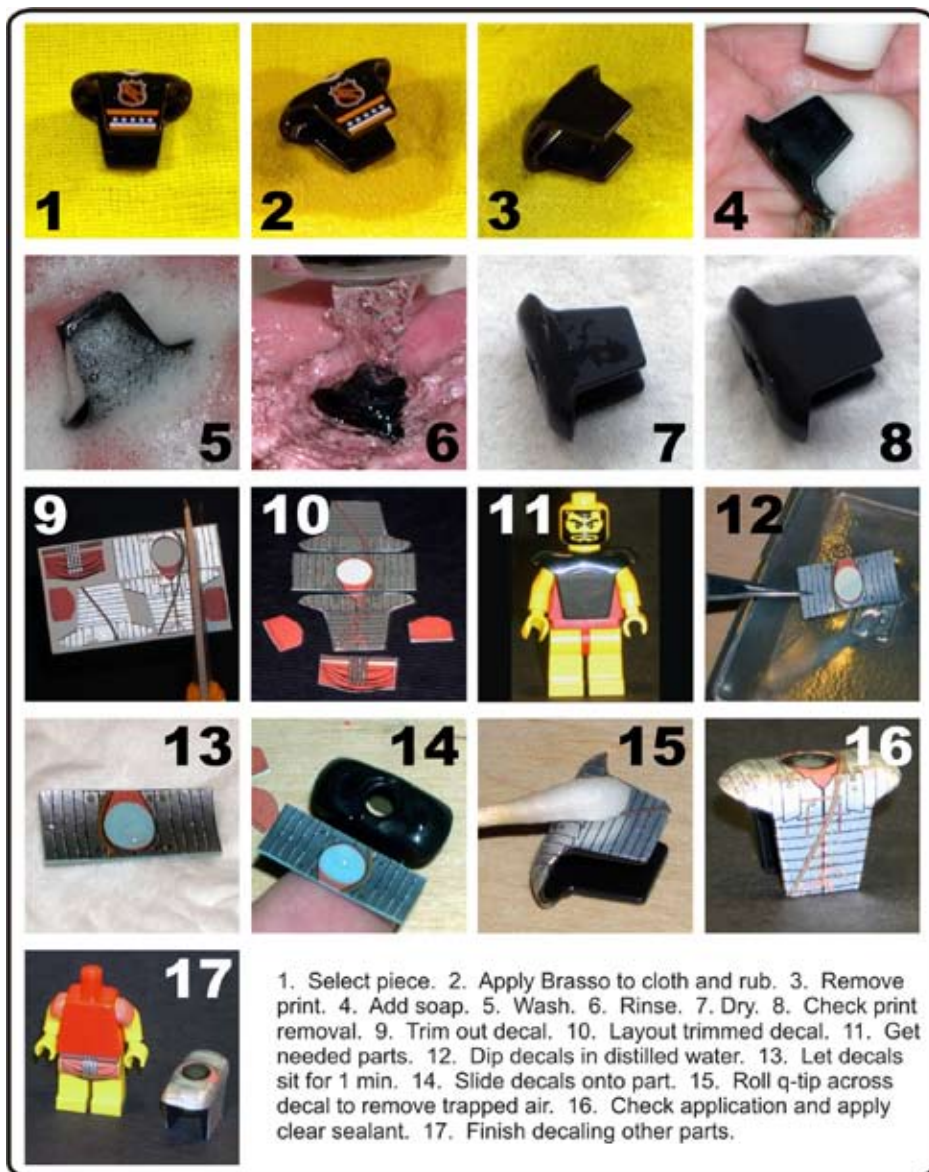 1
2
3
4
5
6
7
8
9
10
11
12
13
14
15
16
17
1. Select piece. 2. Apply Brasso to cloth and rub. 3. Remove
print. 4. Add soap. 5. Wash. 6. Rinse. 7. Dry. 8. Check print
removal. 9. Trim out decal. 10. Layout trimmed decal. 11. Get
needed parts. 12. Dip decals in distilled water. 13. Let decals
sit for 1 min. 14. Slide decals onto part. 15. Roll q-tip across
decal to remove trapped air. 16. Check application and apply
clear sealant. 17. Finish decaling other parts.